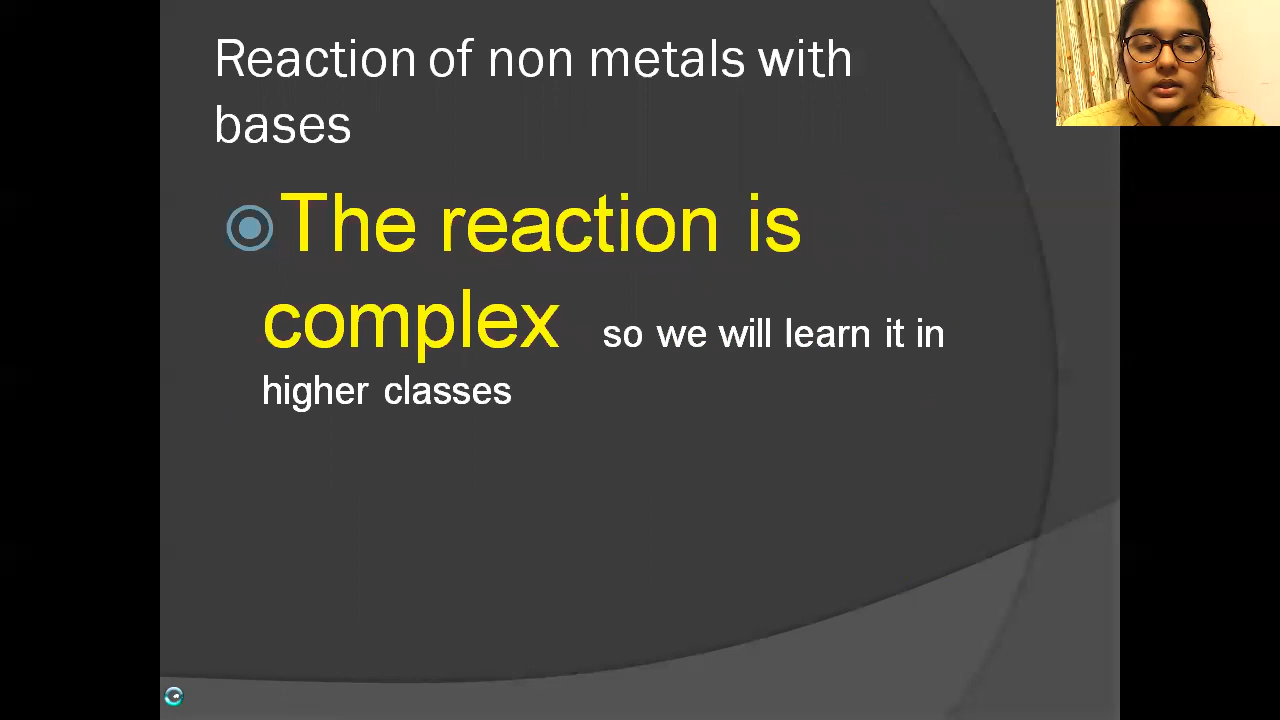 Reaction of non metals with
bases
The reaction is
complex so we will learn it in
higher classes